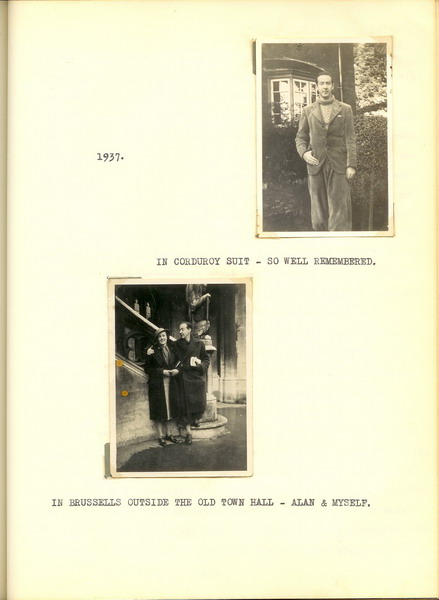 1937.
IN CORDUROY SUIT - SO WELL REMEMBERED.
IN BRUSSELLS OUTSIDE THE OLD TOWN HALL - ALAN & MYSELF.